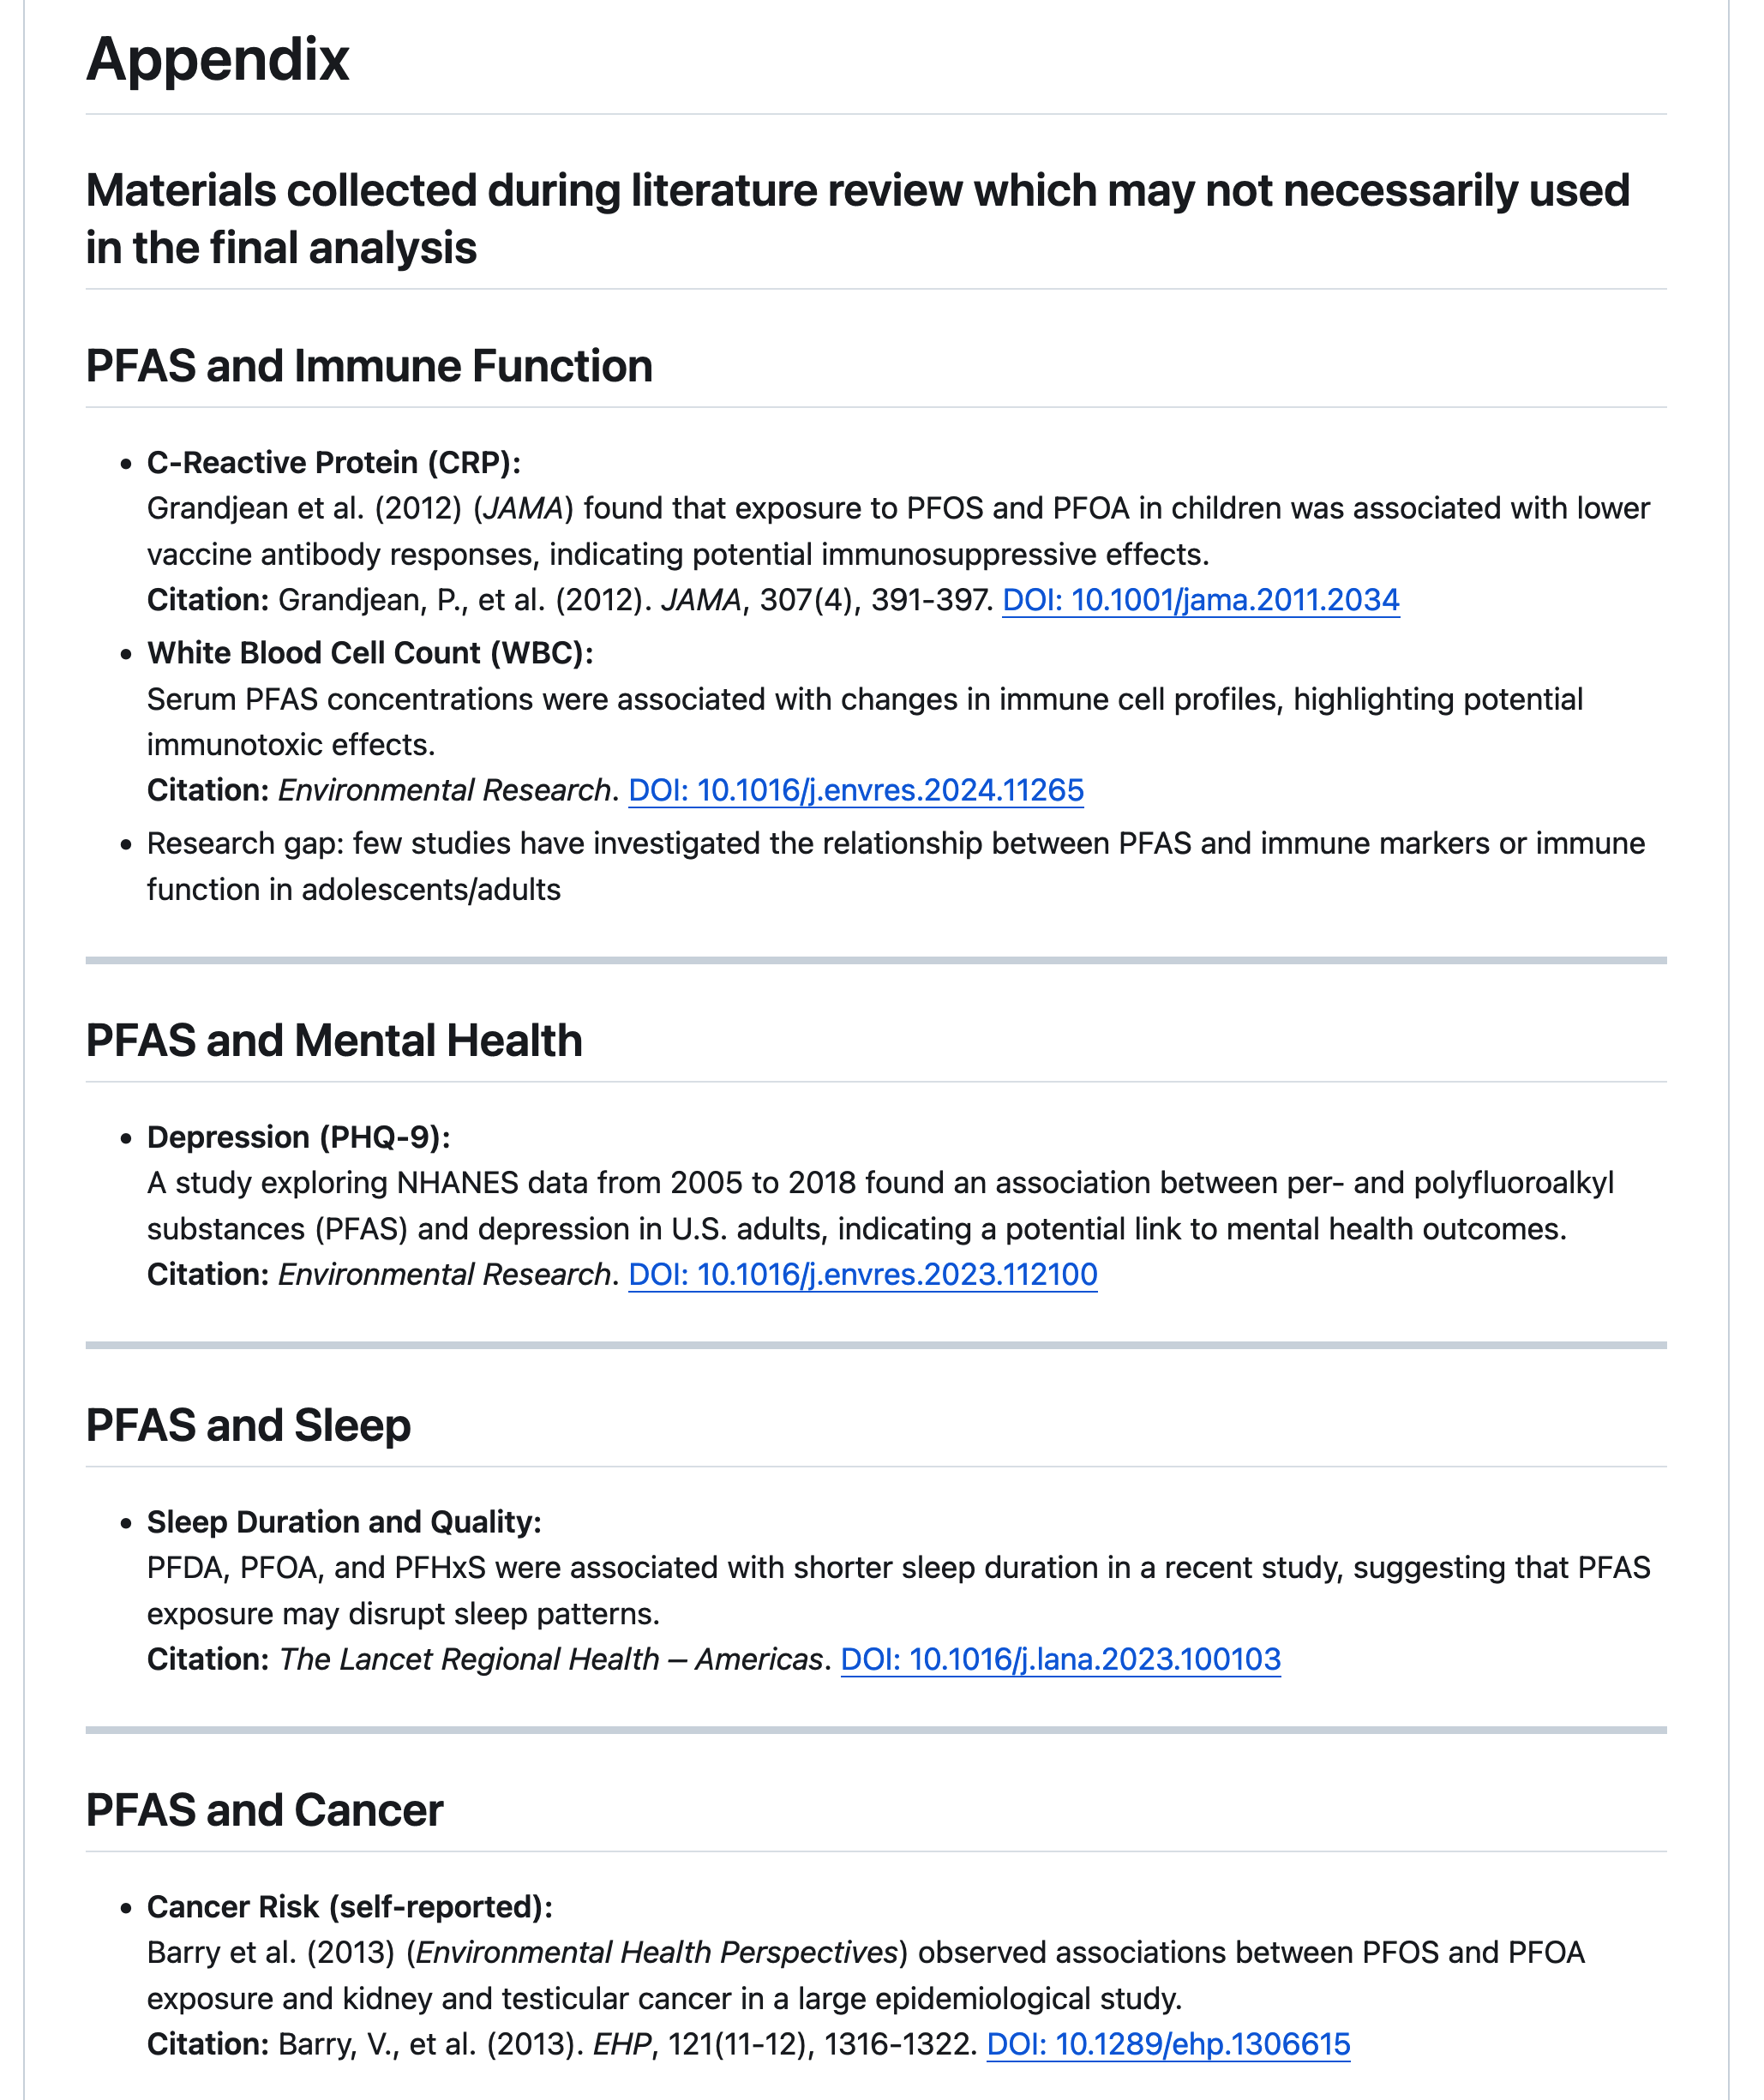 Appendix
Materials collected during literature review which may not necessarily used
in the final analysis
PFAS and Immune Function
• C-Reactive Protein (CRP):
Grandjean et al. (2012) (JAMA) found that exposure to PFOS and PFOA in children was associated with lower
vaccine antibody responses, indicating potential immunosuppressive effects.
Citation: Grandjean, P., et al. (2012). JAMA, 307(4), 391-397. DOI: 10.1001/jama.2011.2034
• White Blood Cell Count (WBC):
Serum PFAS concentrations were associated with changes in immune cell profiles, highlighting potential
immunotoxic effects.
Citation: Environmental Research. DOI: 10.1016/j.envres.2024.11265
• Research gap: few studies have investigated the relationship between PFAS and immune markers or immune
function in adolescents/adults
PFAS and Mental Health
• Depression (PHQ-9):
A study exploring NHANES data from 2005 to 2018 found an association between per- and polyfluoroalkyl
substances (PFAS) and depression in U.S. adults, indicating a potential link to mental health outcomes.
Citation: Environmental Research. DOI: 10.1016/j.envres.2023.112100
PFAS and Sleep
• Sleep Duration and Quality:
PFDA, PFOA, and PFHxS were associated with shorter sleep duration in a recent study, suggesting that PFAS
exposure may disrupt sleep patterns.
Citation: The Lancet Regional Health – Americas. DOI: 10.1016/j.lana.2023.100103
PFAS and Cancer
• Cancer Risk (self-reported):
Barry et al. (2013) (Environmental Health Perspectives) observed associations between PFOS and PFOA
exposure and kidney and testicular cancer in a large epidemiological study.
Citation: Barry, V., et al. (2013). EHP, 121(11-12), 1316-1322. DOI: 10.1289/ehp.1306615